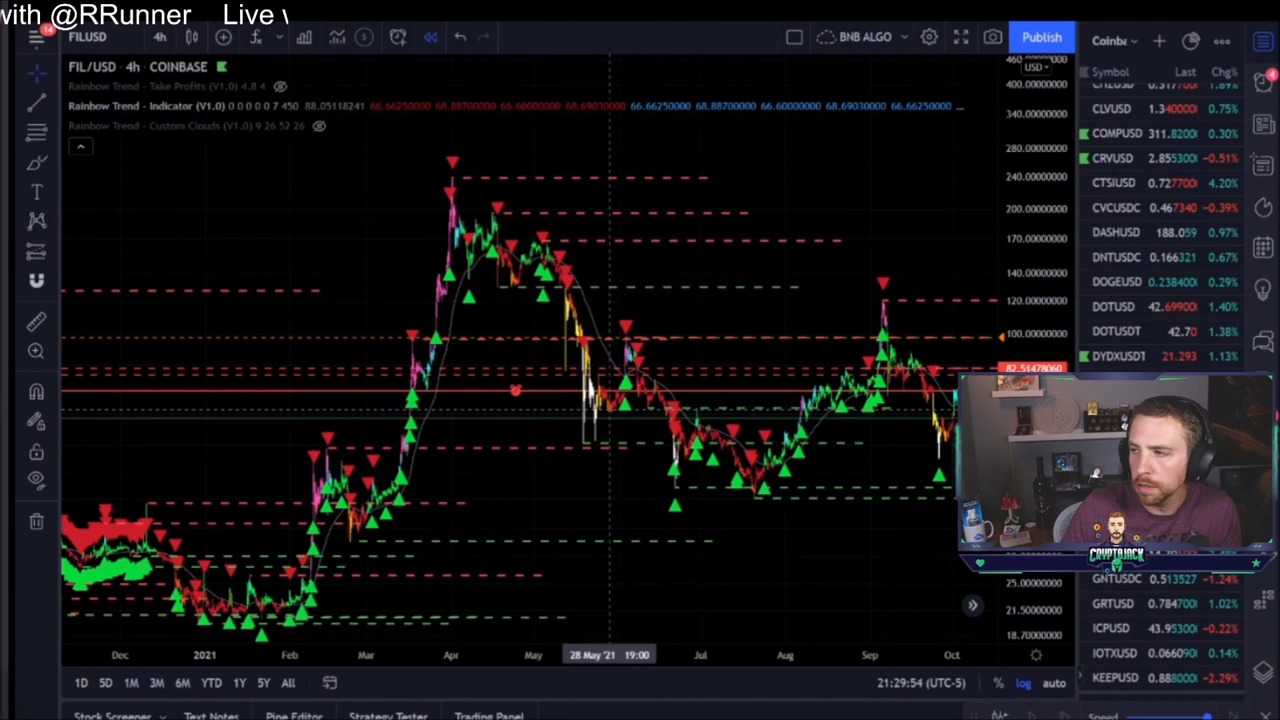 with @RRunner Live
14
FILUSD 4h BNB ALGO Publish Coinba
FIL/USD · 4h · COINBASE
Rainbow Trend - Take Profits (V1.0) 4.8 4
Rainbow Trend - Indicator (V1.0) 0 0 0 0 0 7 450 88.05118241 66.66250000 68.88700000 66.60000000 68.69030000 66.66250000 68.88700000 66.60000000 68.69030000 66.66250000 ...
Rainbow Trend - Custom Clouds (V1.0) 9 26 52 26
USD
400.00000000
340.00000000
280.00000000
240.00000000
200.00000000
170.00000000
140.00000000
120.00000000
100.00000000
82.51478060
25.00000000
21.50000000
18.70000000
Symbol Last Chg%
4
CLVUSD 1.340000 0.75%
COMPUSD 311.82000 0.30%
CRVUSD 2.855300 -0.51%
CTSIUSD 0.727700 4.20%
CVCUSDC 0.467340 -0.39%
DASHUSD 188.059 0.97%
DNTUSDC 0.166321 0.67%
DOGEUSD 0.238400 0.29%
DOTUSD 42.69900 1.40%
DOTUSDT 42.70 1.38%
DYDXUSDT 21.293 1.13%
CRYPTOJACK
GNTUSDC 0.513527 -1.24%
GRTUSD 0.784700 1.02%
ICPUSD 43.95300 -0.22%
IOTXUSD 0.066090 0.14%
KEEPUSD 0.888000 -2.29%
Dec 2021 Feb Mar Apr May 28 May '21 19:00 Jul Aug Sep Oct
1D 5D 1M 3M 6M YTD 1Y 5Y All 21:29:54 (UTC-5) % log auto
Stock Screener Text Notes Pine Editor Strategy Tester Trading Panel Speed